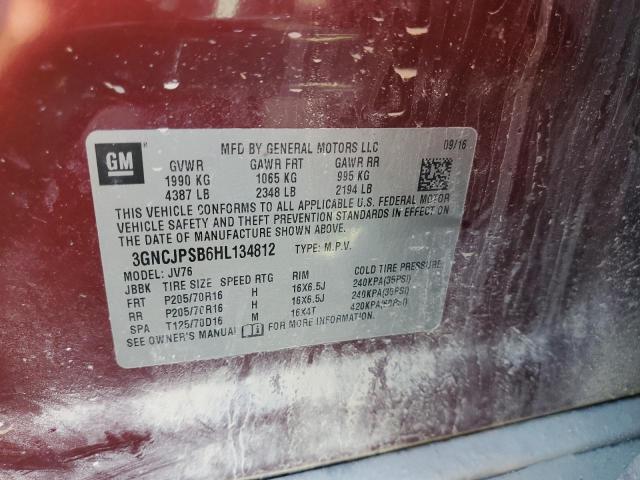 GM
MFD BY GENERAL MOTORS LLC 09/16
GVWR GAWR FRT GAWR RR
1990 KG 1065 KG 995 KG
4387 LB 2348 LB 2194 LB
THIS VEHICLE CONFORMS TO ALL APPLICABLE U.S. FEDERAL MOTOR
VEHICLE SAFETY AND THEFT PREVENTION STANDARDS IN EFFECT ON
THE DATE OF MANUFACTURE SHOWN ABOVE.
3GNCJPSB6HL134812 TYPE: M.P.V.
MODEL: JV76
JBBK TIRE SIZE SPEED RTG RIM COLD TIRE PRESSURE
FRT P205/70R16 H 16X6.5J 240KPA(35PSI)
RR P205/70R16 H 16X6.5J 240KPA(35PSI)
SPA T125/70D16 M 16X4T 420KPA(60PSI)
SEE OWNER'S MANUAL FOR MORE INFORMATION.